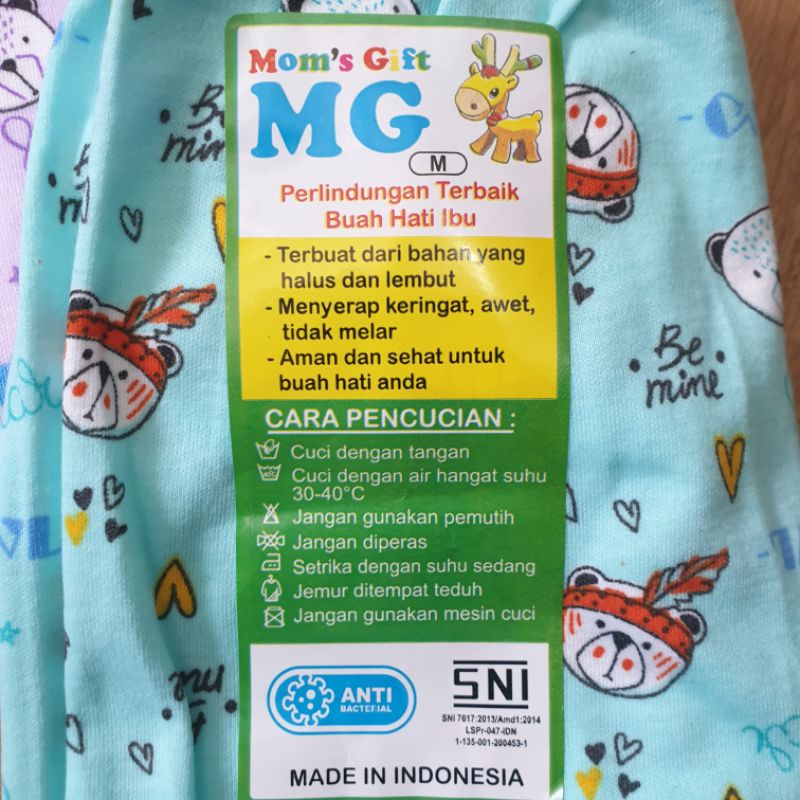 Mom's Gift
MG
M
Perlindungan Terbaik
Buah Hati Ibu
- Terbuat dari bahan yang
halus dan lembut
- Menyerap keringat, awet,
tidak melar
- Aman dan sehat untuk
buah hati anda
CARA PENCUCIAN :
Cuci dengan tangan
Cuci dengan air hangat suhu
30-40°C
Jangan gunakan pemutih
Jangan diperas
Setrika dengan suhu sedang
Jemur ditempat teduh
Jangan gunakan mesin cuci
ANTI
BACTERIAL
SNI
SNI 7617:2013/Amd1:2014
LSPr-047-IDN
1-135-001-200453-1
MADE IN INDONESIA
Be
mine
Be
mine